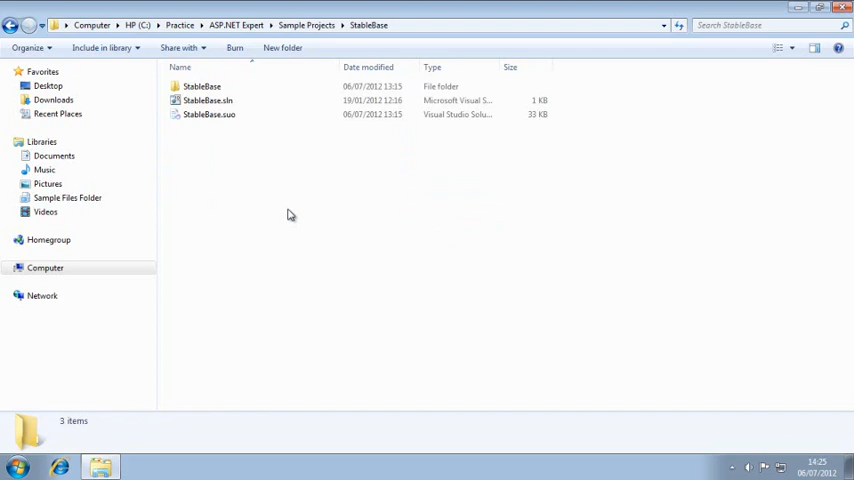 Computer HP (C:) Practice ASP.NET Expert Sample Projects StableBase Search StableBase
Organize Include in library Share with Burn New folder
Name Date modified Type Size
Favorites
Desktop
Downloads
Recent Places
Libraries
Documents
Music
Pictures
Sample Files Folder
Videos
Homegroup
Computer
Network
StableBase 06/07/2012 13:15 File folder
StableBase.sln 19/01/2012 12:16 Microsoft Visual S... 1 KB
StableBase.suo 06/07/2012 13:15 Visual Studio Solu... 33 KB
3 items
14:25
06/07/2012